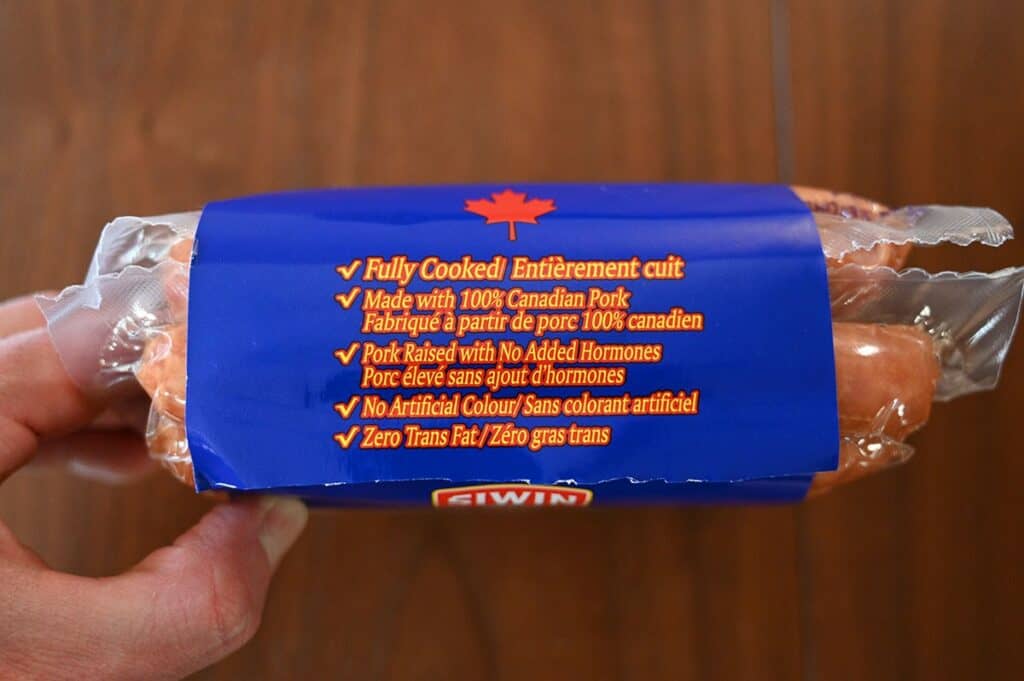 ✓ Fully Cooked/ Entièrement cuit
✓ Made with 100% Canadian Pork
Fabriqué à partir de porc 100% canadien
✓ Pork Raised with No Added Hormones
Porc élevé sans ajout d'hormones
✓ No Artificial Colour/ Sans colorant artificiel
✓ Zero Trans Fat/Zéro gras trans
SIWIN